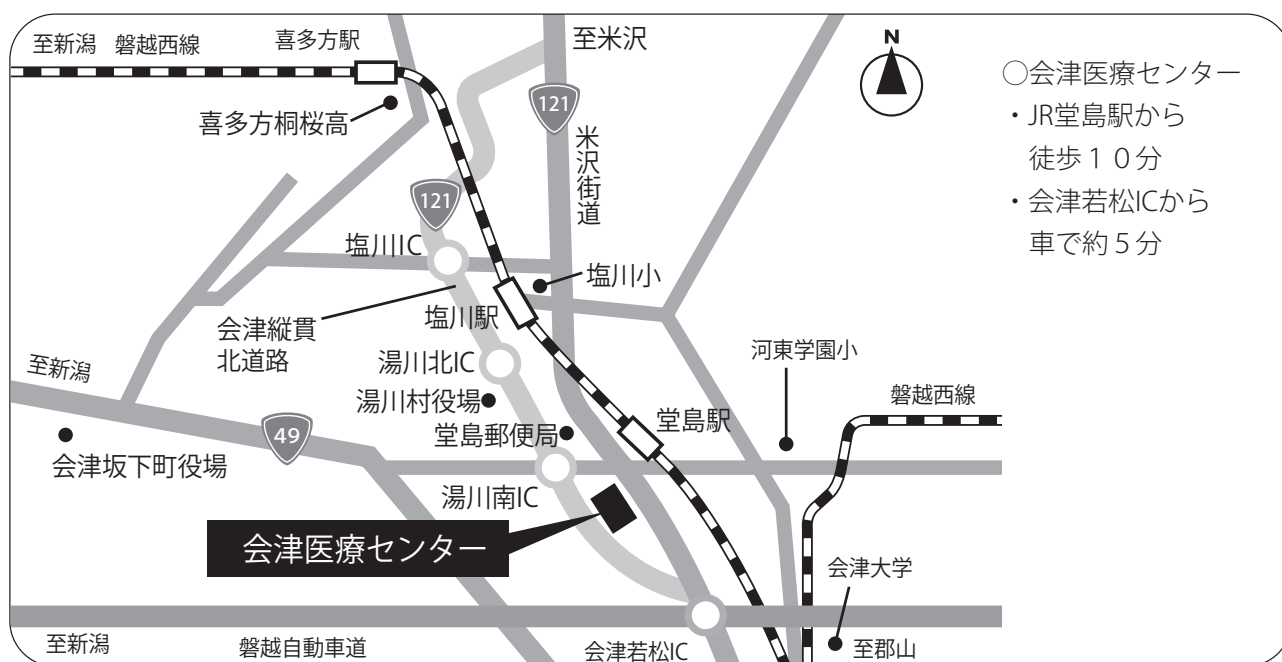 至新潟
磐越西線
喜多方駅
至米沢
N
喜多方桐桜高
121
米沢街道
121
塩川IC
塩川小
塩川駅
会津縦貫
北道路
湯川北IC
至新潟
湯川村役場
堂島駅
河東学園小
磐越西線
49
堂島郵便局
会津坂下町役場
湯川南IC
会津医療センター
会津大学
至新潟
磐越自動車道
会津若松IC
至郡山
○会津医療センター
・JR堂島駅から
徒歩１０分
・会津若松ICから
車で約５分